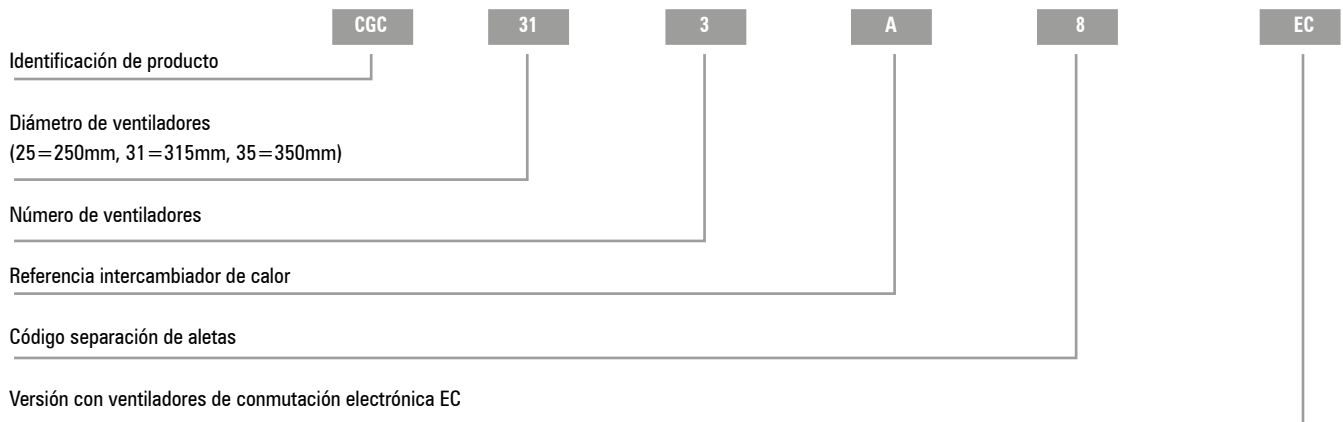 CGC 31 3 A 8 EC
Identificación de producto
Diámetro de ventiladores
(25=250mm, 31=315mm, 35=350mm)
Número de ventiladores
Referencia intercambiador de calor
Código separación de aletas
Versión con ventiladores de conmutación electrónica EC